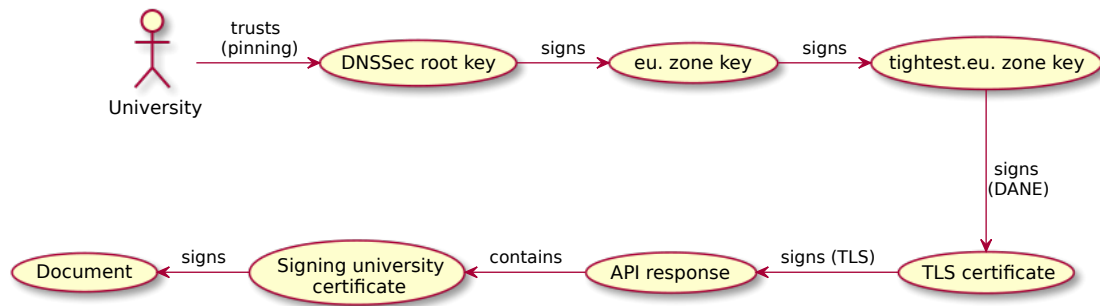 trusts
(pinning)
DNSSec root key
signs
eu. zone key
signs
tightest.eu. zone key
University
signs
(DANE)
Document
signs
Signing university
certificate
contains
API response
signs (TLS)
TLS certificate